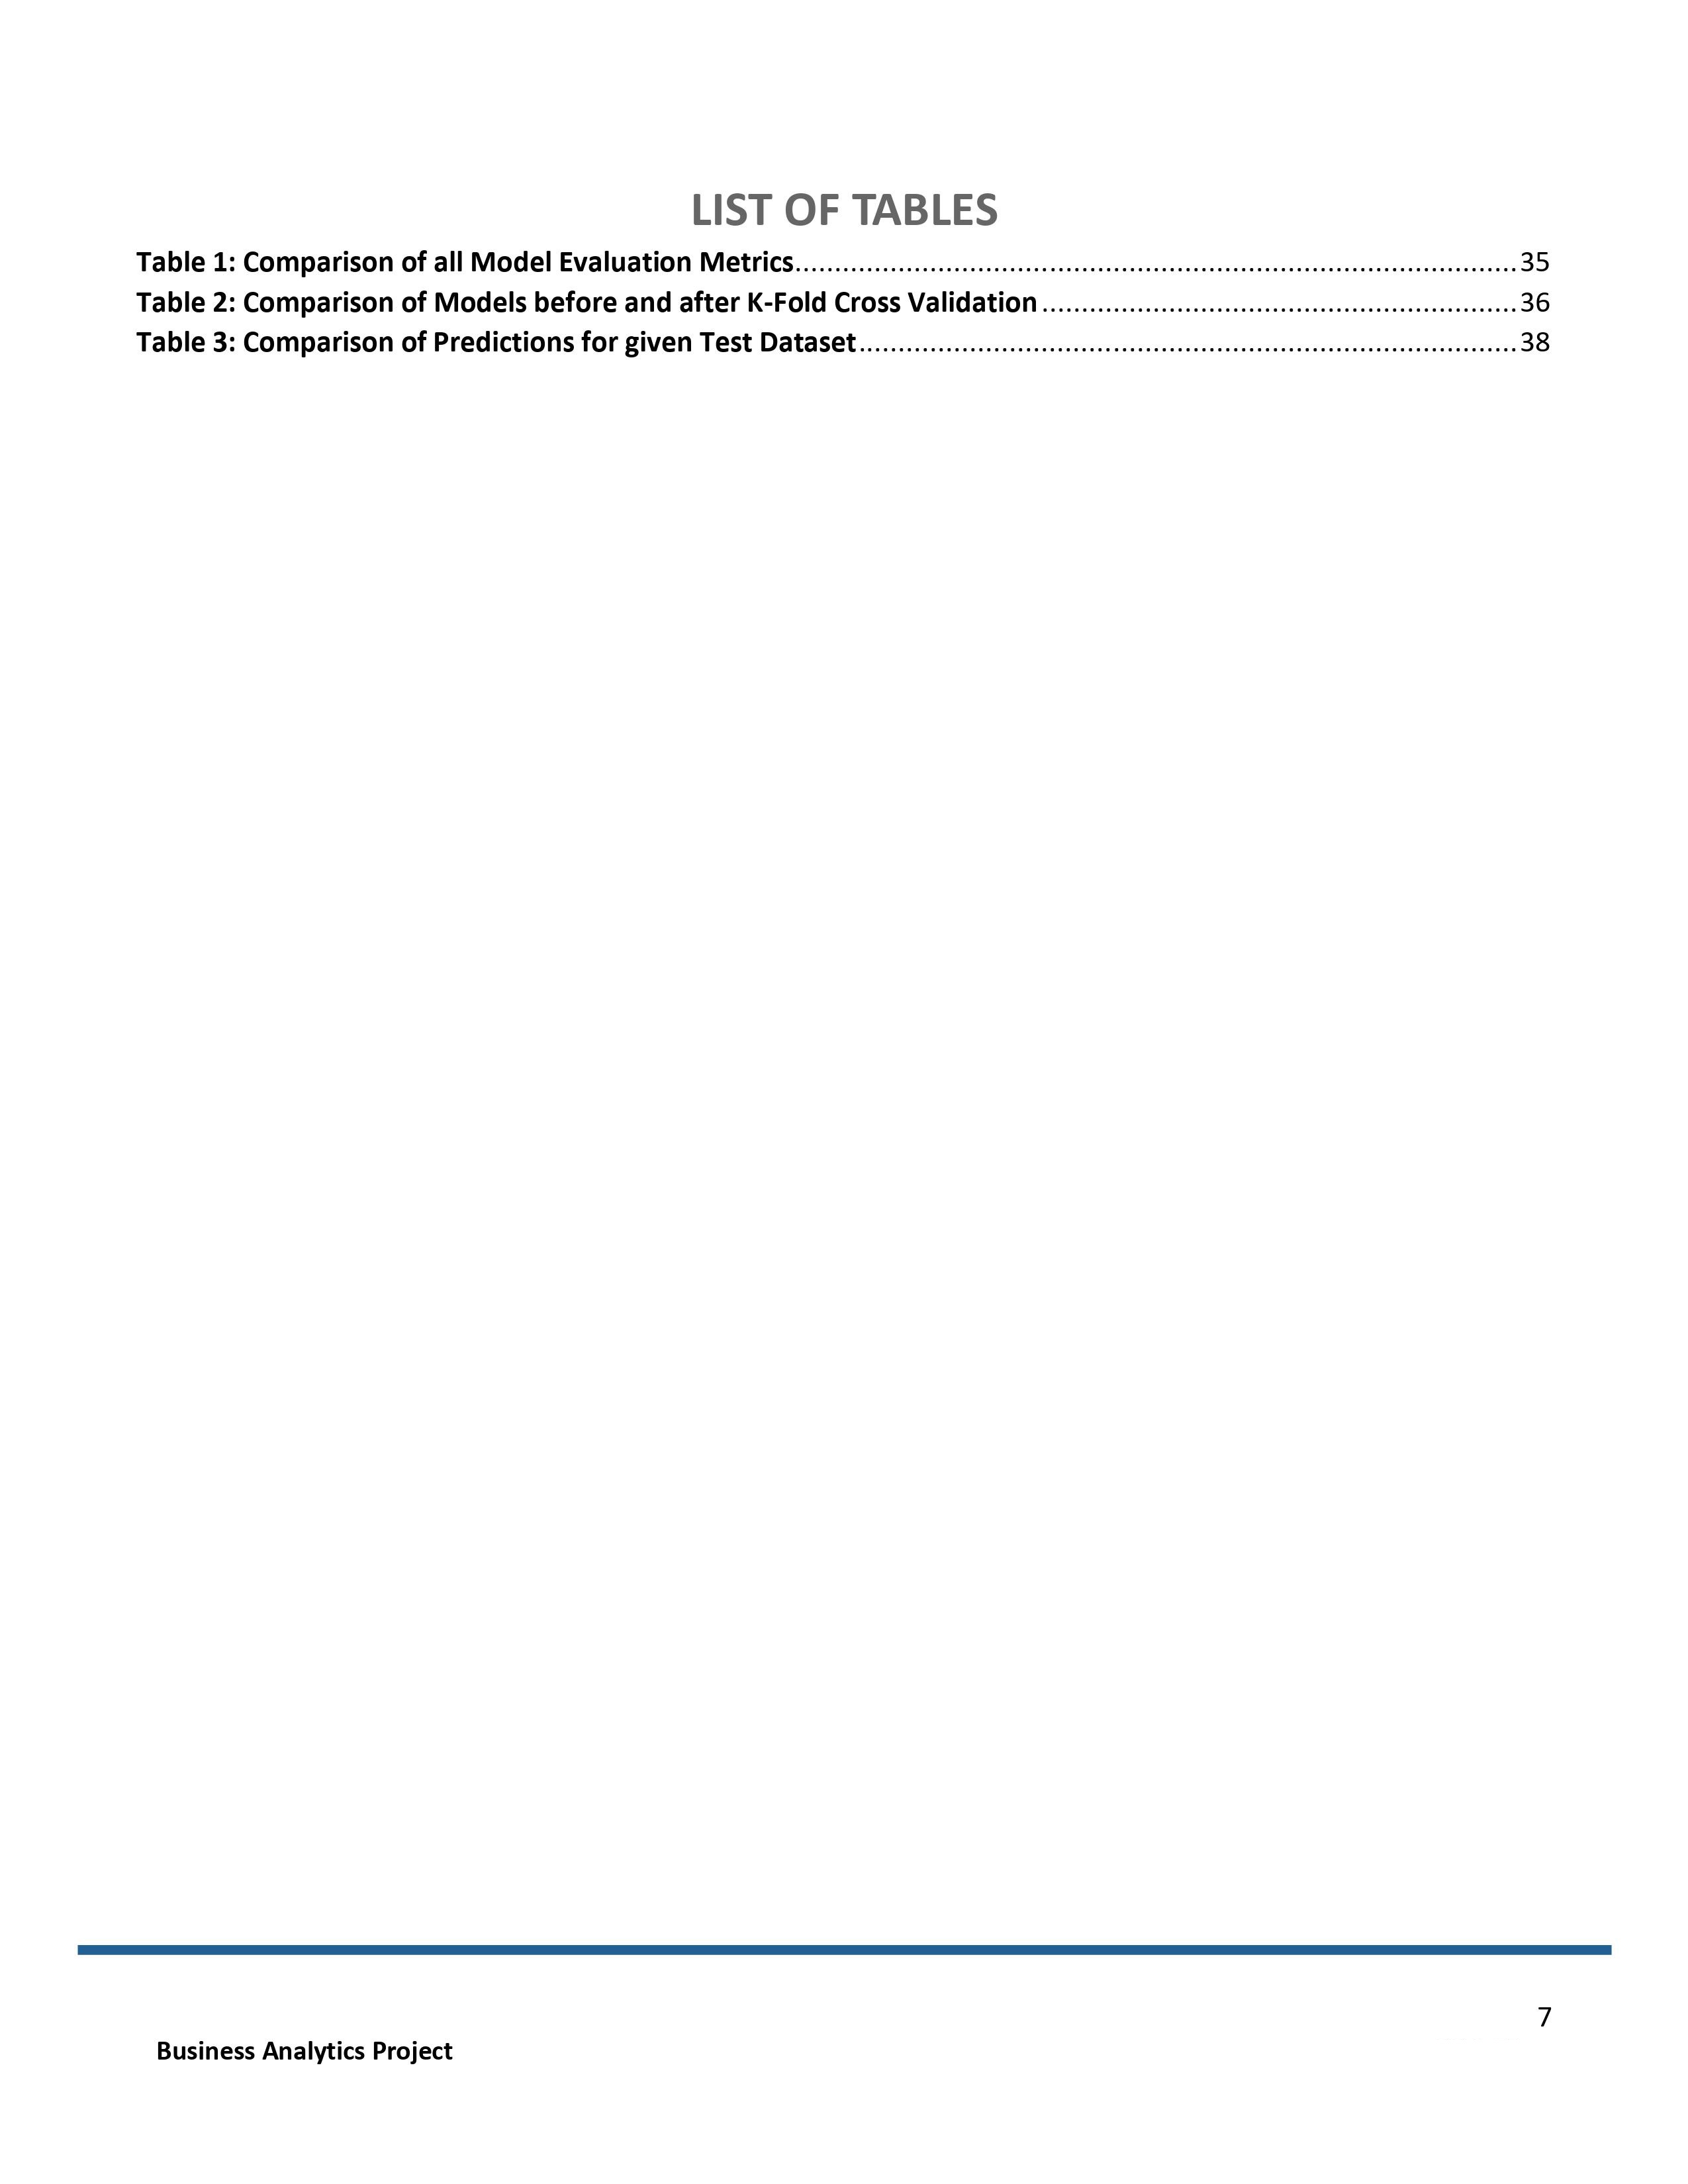 LIST OF TABLES
Table 1: Comparison of all Model Evaluation Metrics..........................................................................................35
Table 2: Comparison of Models before and after K-Fold Cross Validation ............................................................36
Table 3: Comparison of Predictions for given Test Dataset...................................................................................38
7
Business Analytics Project